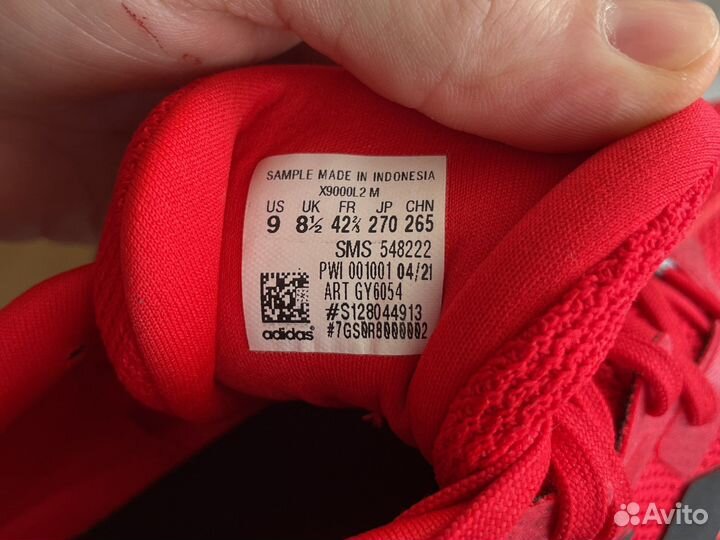 SAMPLE MADE IN INDONESIA
X9000L2 M
US UK FR JP CHN
9 8½ 42⅔ 270 265
SMS 548222
PWI 001001 04/21
ART GY6054
#S128044913
#7GS0R8000002
adidas®
Avito